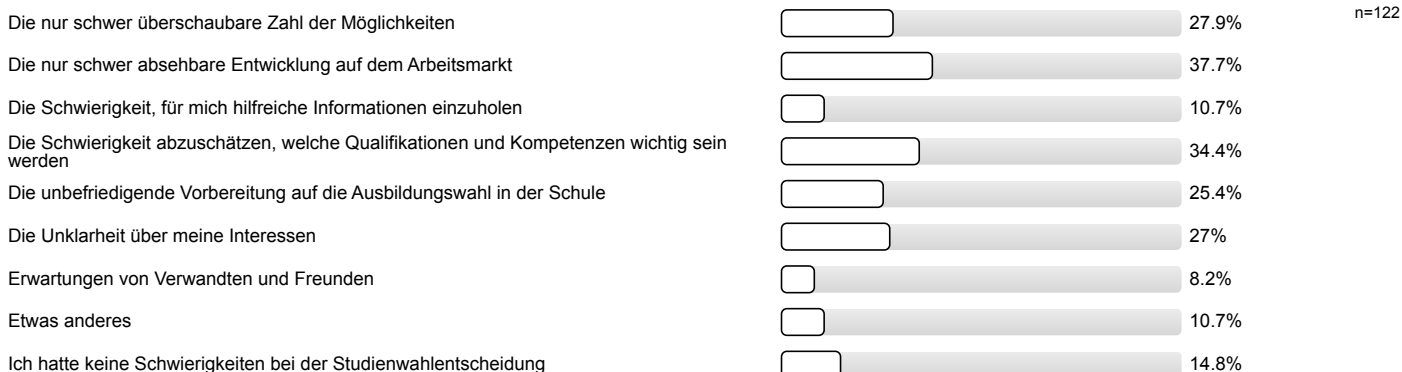 Die nur schwer überschaubare Zahl der Möglichkeiten 27.9% n=122
Die nur schwer absehbare Entwicklung auf dem Arbeitsmarkt 37.7%
Die Schwierigkeit, für mich hilfreiche Informationen einzuholen 10.7%
Die Schwierigkeit abzuschätzen, welche Qualifikationen und Kompetenzen wichtig sein
werden 34.4%
Die unbefriedigende Vorbereitung auf die Ausbildungswahl in der Schule 25.4%
Die Unklarheit über meine Interessen 27%
Erwartungen von Verwandten und Freunden 8.2%
Etwas anderes 10.7%
Ich hatte keine Schwierigkeiten bei der Studienwahlentscheidung 14.8%